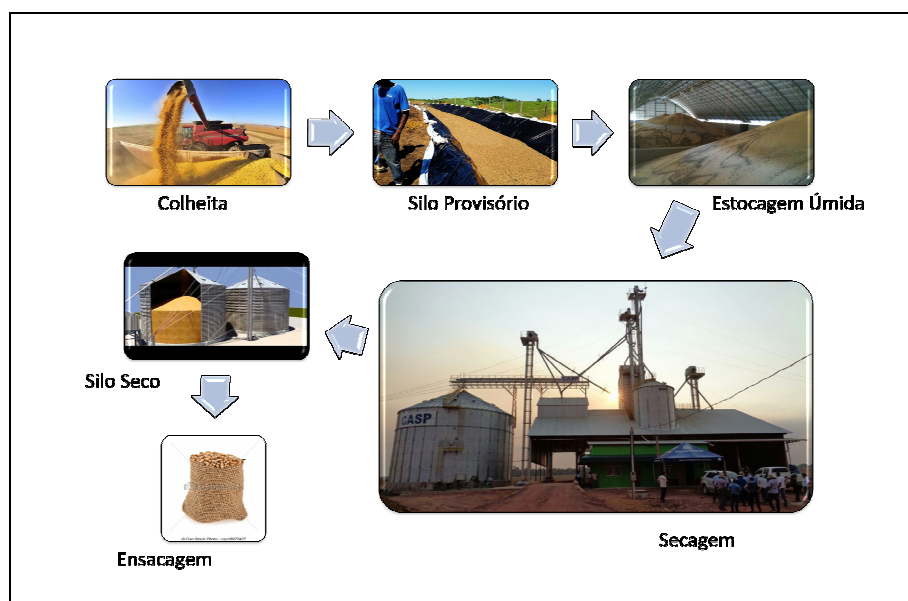 Colheita
Silo Provisório
Estocagem Úmida
CASP
Silo Seco
Secagem
Ensacagem